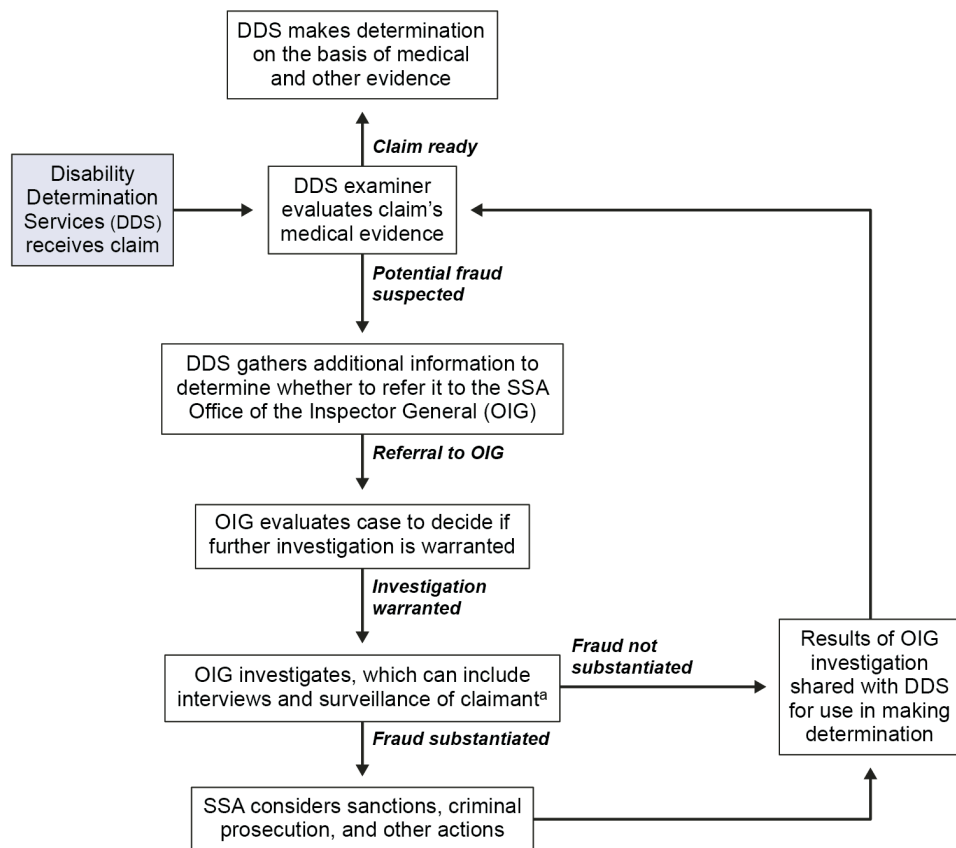 DDS makes determination
on the basis of medical
and other evidence
Claim ready
Disability
Determination
Services (DDS)
receives claim
DDS examiner
evaluates claim's
medical evidence
Potential fraud
suspected
DDS gathers additional information to
determine whether to refer it to the SSA
Office of the Inspector General (OIG)
Referral to OIG
OIG evaluates case to decide if
further investigation is warranted
Investigation
warranted
OIG investigates, which can include
interviews and surveillance of claimantᵃ
Fraud not
substantiated
Results of OIG
investigation
shared with DDS
for use in making
determination
Fraud substantiated
SSA considers sanctions, criminal
prosecution, and other actions